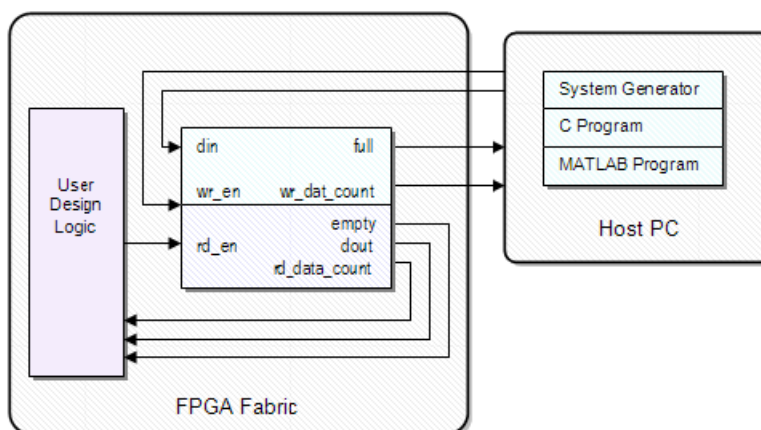 System Generator
C Program
MATLAB Program
Host PC
User
Design
Logic
din full
wr_en wr_dat_count
empty
rd_en dout
rd_data_count
FPGA Fabric